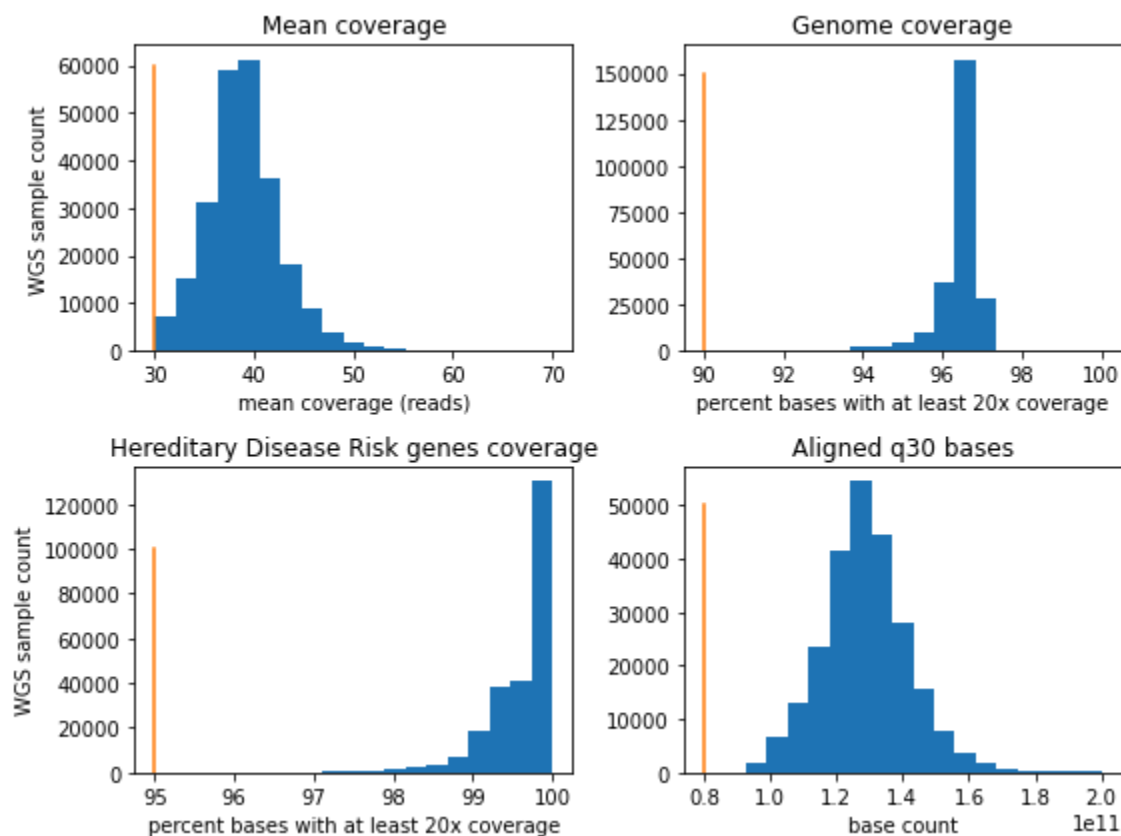 Mean coverage
WGS sample count
60000
50000
40000
30000
20000
10000
0
30 40 50 60 70
mean coverage (reads)
Genome coverage
150000
125000
100000
75000
50000
25000
0
90 92 94 96 98 100
percent bases with at least 20x coverage
Hereditary Disease Risk genes coverage
WGS sample count
120000
100000
80000
60000
40000
20000
0
95 96 97 98 99 100
percent bases with at least 20x coverage
Aligned q30 bases
50000
40000
30000
20000
10000
0
0.8 1.0 1.2 1.4 1.6 1.8 2.0
1e11
base count